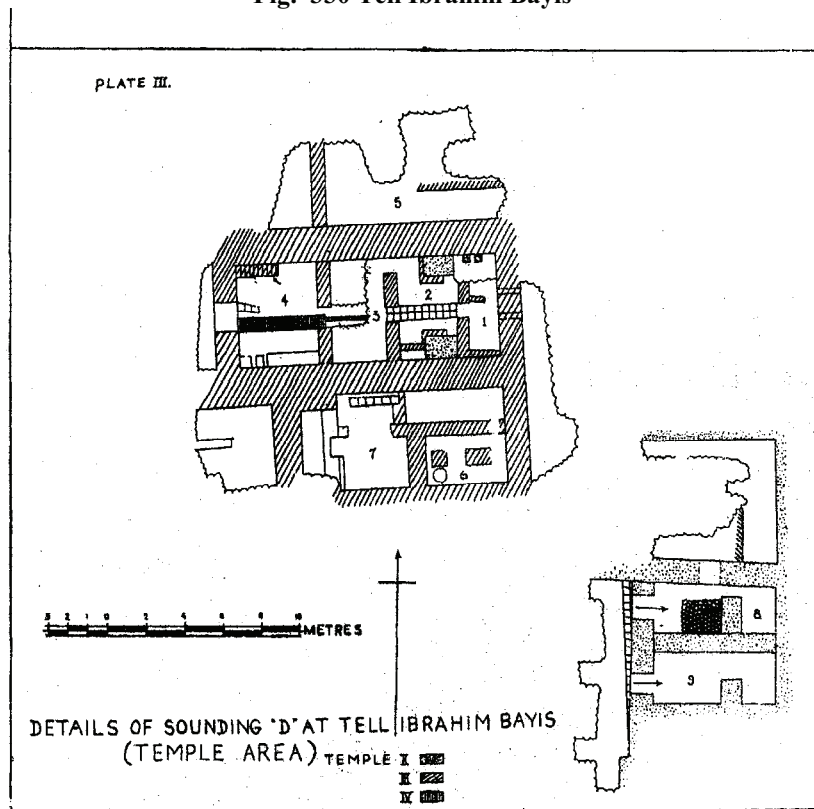 Fig. 330 Tell Ibrahim Bayis
PLATE III.
5
4
2
3
1
7
6
8
9
METRES
DETAILS OF SOUNDING "D" AT TELL IBRAHIM BAYIS
(TEMPLE AREA) TEMPLE
III
IV